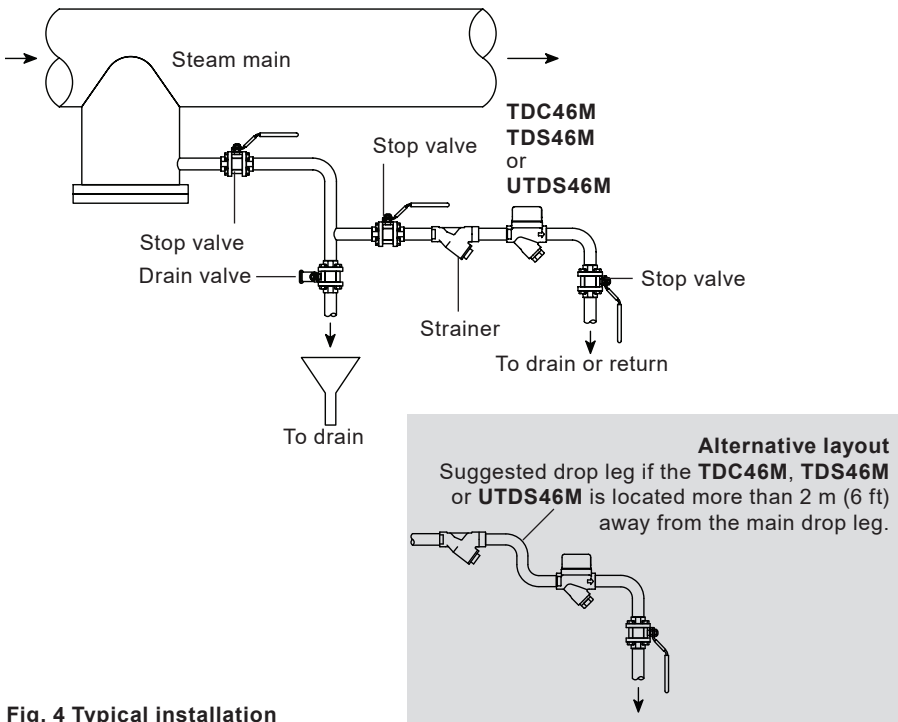 Steam main
TDC46M
TDS46M
or
UTDS46M
Stop valve
Stop valve
Drain valve
Stop valve
Strainer
To drain or return
To drain
Alternative layout
Suggested drop leg if the TDC46M, TDS46M
or UTDS46M is located more than 2 m (6 ft)
away from the main drop leg.
Fig. 4 Typical installation